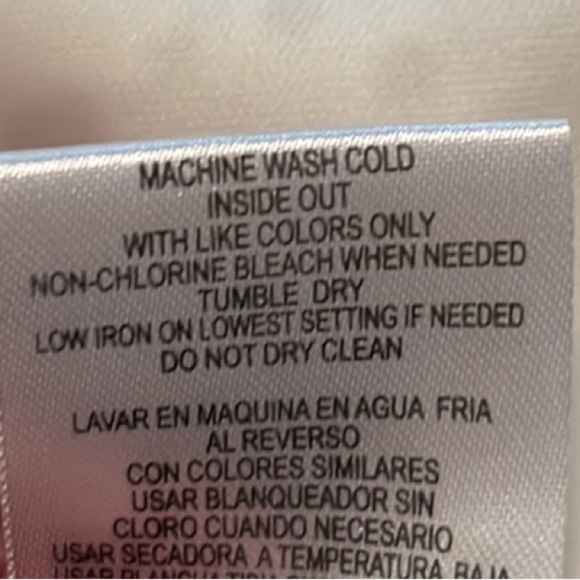 MACHINE WASH COLD
INSIDE OUT
WITH LIKE COLORS ONLY
NON-CHLORINE BLEACH WHEN NEEDED
TUMBLE DRY
LOW IRON ON LOWEST SETTING IF NEEDED
DO NOT DRY CLEAN
LAVAR EN MAQUINA EN AGUA FRIA
AL REVERSO
CON COLORES SIMILARES
USAR BLANQUEADOR SIN
CLORO CUANDO NECESARIO
USAR SECADORA A TEMPERATURA BAJA